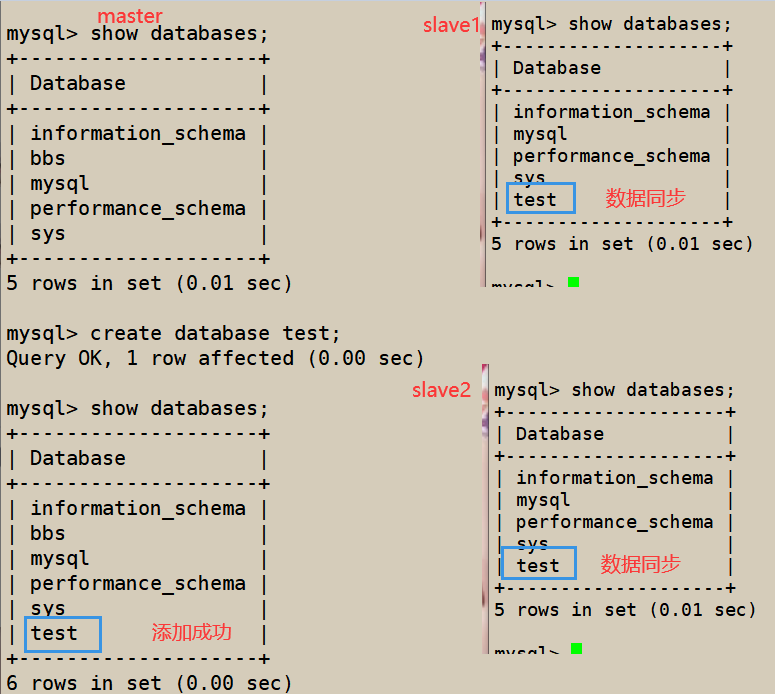 master
mysql> show databases;
+--------------------+
| Database           |
+--------------------+
| information_schema |
| bbs                |
| mysql              |
| performance_schema |
| sys                |
+--------------------+
5 rows in set (0.01 sec)
mysql> create database test;
Query OK, 1 row affected (0.00 sec)
mysql> show databases;
+--------------------+
| Database           |
+--------------------+
| information_schema |
| bbs                |
| mysql              |
| performance_schema |
| sys                |
| test 添加成功 |
+--------------------+
6 rows in set (0.00 sec)
slave1
mysql> show databases;
+--------------------+
| Database           |
+--------------------+
| information_schema |
| mysql              |
| performance_schema |
| sys                |
| test 数据同步 |
+--------------------+
5 rows in set (0.01 sec)
mysql>
slave2
mysql> show databases;
+--------------------+
| Database           |
+--------------------+
| information_schema |
| mysql              |
| performance_schema |
| sys                |
| test 数据同步 |
+--------------------+
5 rows in set (0.01 sec)
mysql>